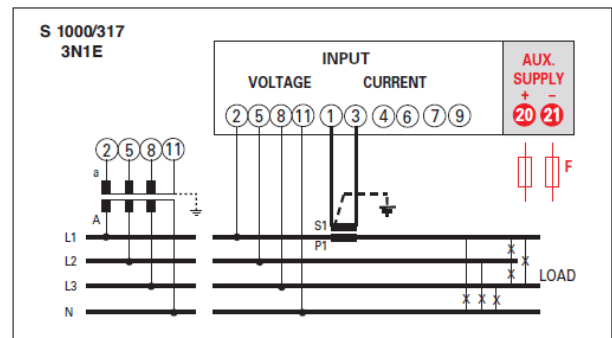 S 1000/317
3N1E
INPUT
VOLTAGE CURRENT
2 5 8 11 1 3 4 6 7 9
AUX.
SUPPLY
+ –
20 21
F
2 5 8 11
a
A
S1
P1
L1
L2
L3
N
LOAD